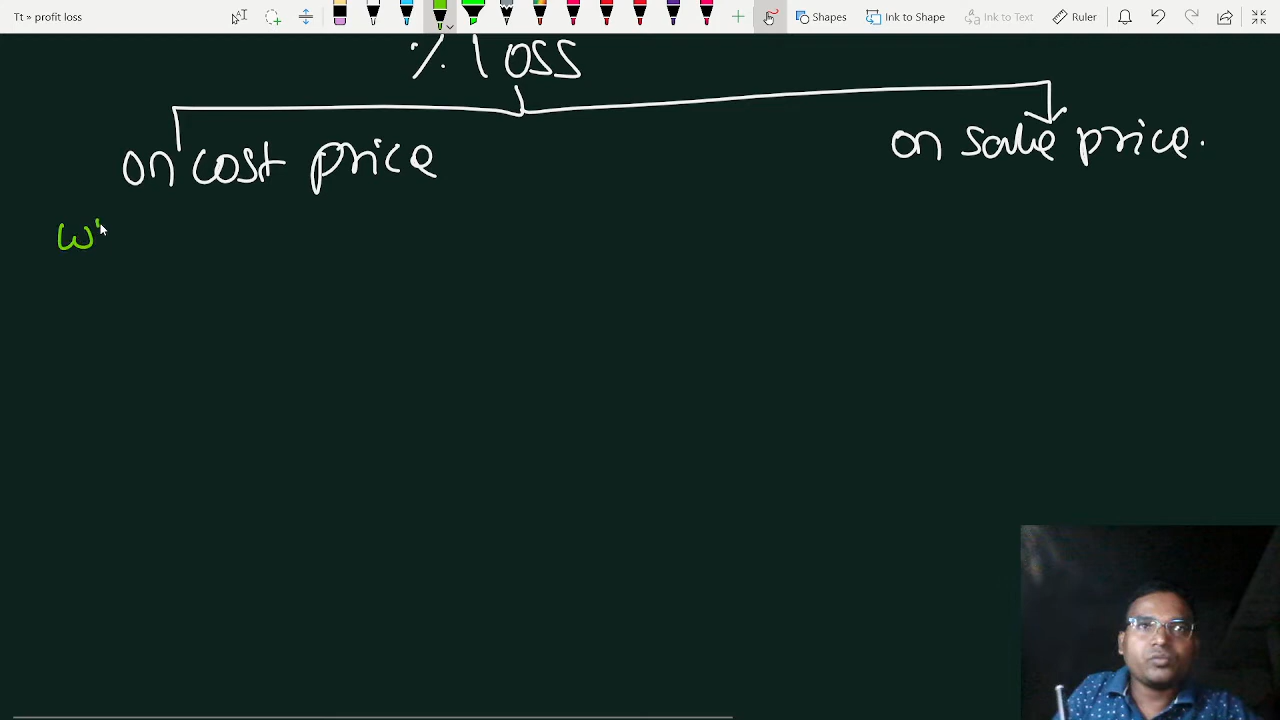 Tt » profit loss
Shapes
Ink to Shape
Ink to Text
Ruler
% loss
on cost price
on sale price.